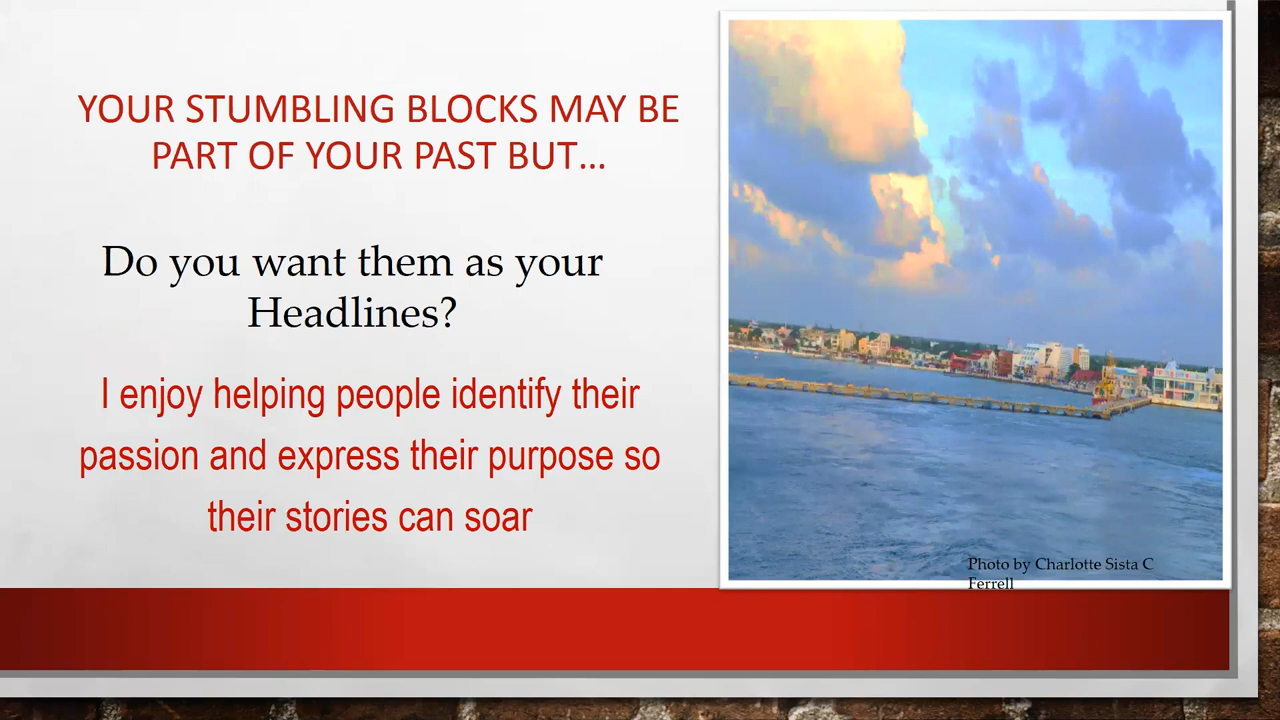 YOUR STUMBLING BLOCKS MAY BE
PART OF YOUR PAST BUT...
Do you want them as your
Headlines?
I enjoy helping people identify their
passion and express their purpose so
their stories can soar
Photo by Charlotte Sista C
Ferrell